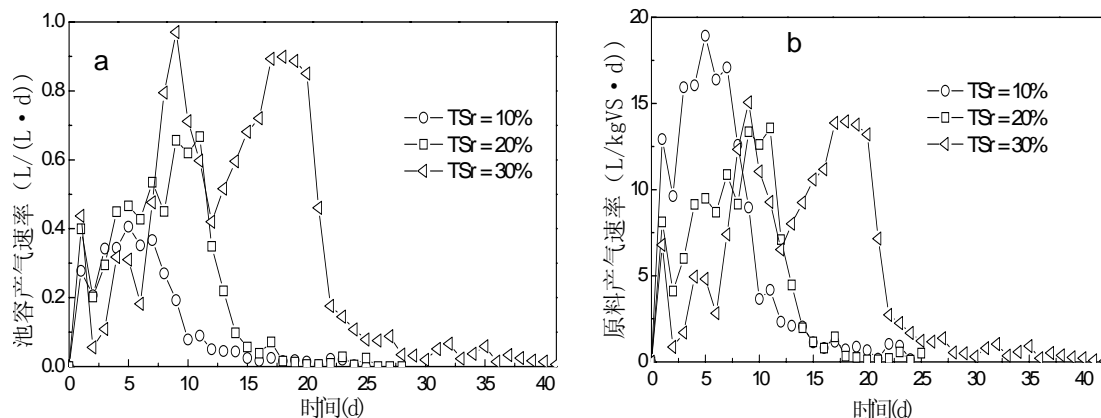 a
池容产气速率（L/(L·d)）
1.0
0.8
0.6
0.4
0.2
0.0
TSr = 10%
TSr = 20%
TSr = 30%
0 5 10 15 20 25 30 35 40
时间(d)
b
原料产气速率（L/kgVS·d）
20
15
10
5
0
TSr = 10%
TSr = 20%
TSr = 30%
0 5 10 15 20 25 30 35 40
时间(d)